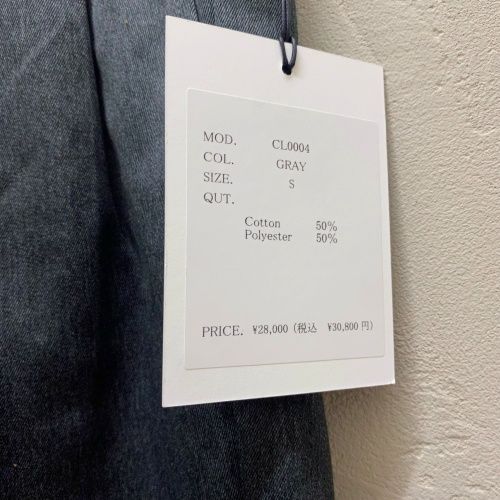 MOD. CL0004
COL. GRAY
SIZE. S
QUT.
Cotton 50%
Polyester 50%
PRICE. ¥28,000 (税込 ¥30,800 円)